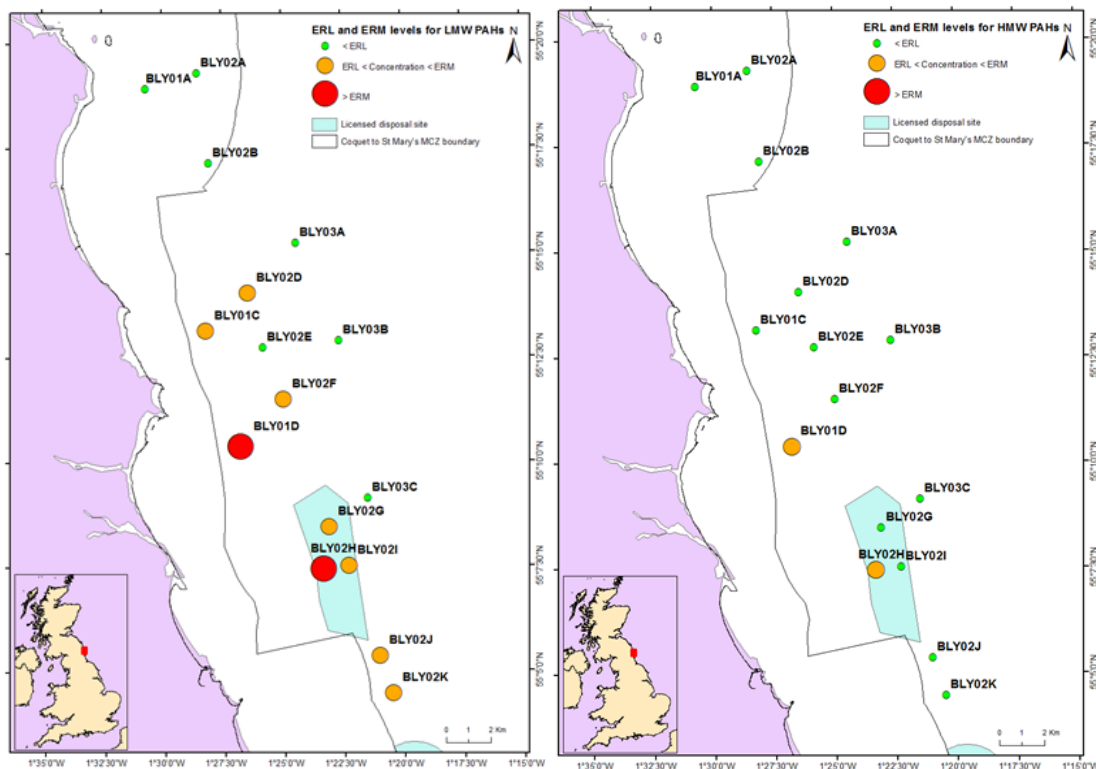 ERL and ERM levels for LMW PAHs
N
< ERL
ERL < Concentration < ERM
> ERM
Licensed disposal site
Coquet to St Mary's MCZ boundary
BLY02A
BLY01A
BLY02B
BLY03A
BLY02D
BLY01C
BLY02E
BLY03B
BLY02F
BLY01D
BLY03C
BLY02G
BLY02H
BLY02I
BLY02J
BLY02K
0 1 2 Km
55°20'0"N
55°17'30"N
55°15'0"N
55°12'30"N
55°10'0"N
55°7'30"N
55°5'0"N
1°35'0"W
1°32'30"W
1°30'0"W
1°27'30"W
1°25'0"W
1°22'30"W
1°20'0"W
1°17'30"W
1°15'0"W
ERL and ERM levels for HMW PAHs
N
< ERL
ERL < Concentration < ERM
> ERM
Licensed disposal site
Coquet to St Mary's MCZ boundary
BLY02A
BLY01A
BLY02B
BLY03A
BLY02D
BLY01C
BLY02E
BLY03B
BLY02F
BLY01D
BLY03C
BLY02G
BLY02H
BLY02I
BLY02J
BLY02K
0 1 2 Km
55°20'0"N
55°17'30"N
55°15'0"N
55°12'30"N
55°10'0"N
55°7'30"N
55°5'0"N
1°35'0"W
1°32'30"W
1°30'0"W
1°27'30"W
1°25'0"W
1°22'30"W
1°20'0"W
1°17'30"W
1°15'0"W